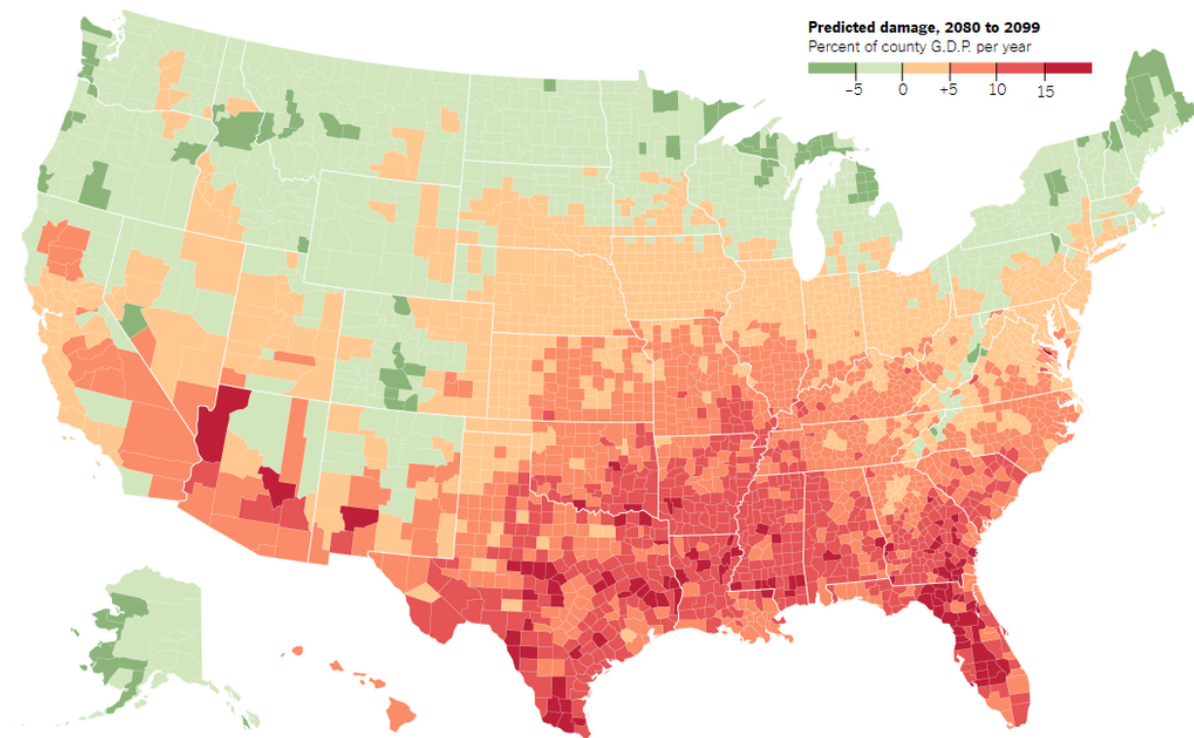 Predicted damage, 2080 to 2099
Percent of county G.D.P. per year
–5 0 +5 10 15